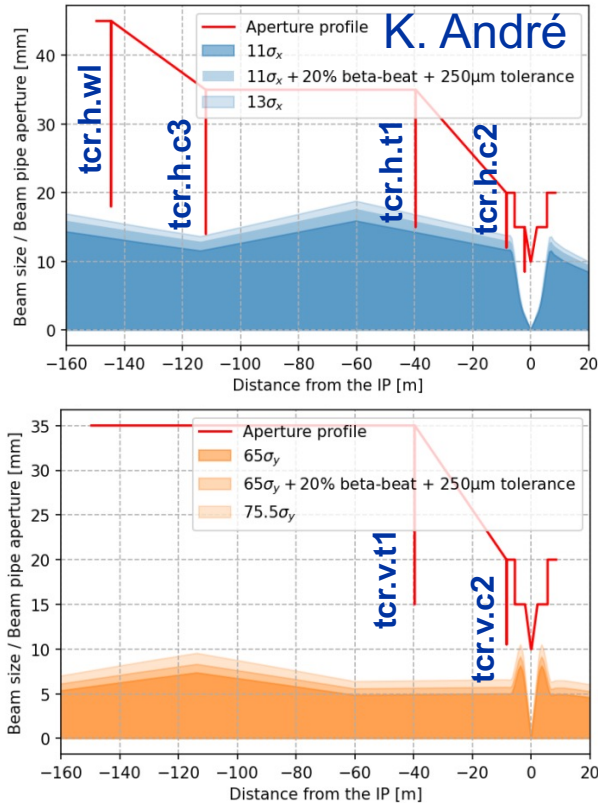 K. André
Aperture profile
11σx
11σx + 20% beta-beat + 250μm tolerance
13σx
tcr.h.wl
tcr.h.c3
tcr.h.t1
tcr.h.c2
Beam size / Beam pipe aperture [mm]
40
30
20
10
0
−160 −140 −120 −100 −80 −60 −40 −20 0 20
Distance from the IP [m]
Aperture profile
65σy
65σy + 20% beta-beat + 250μm tolerance
75.5σy
tcr.v.t1
tcr.v.c2
Beam size / Beam pipe aperture [mm]
35
30
25
20
15
10
5
0
−160 −140 −120 −100 −80 −60 −40 −20 0 20
Distance from the IP [m]